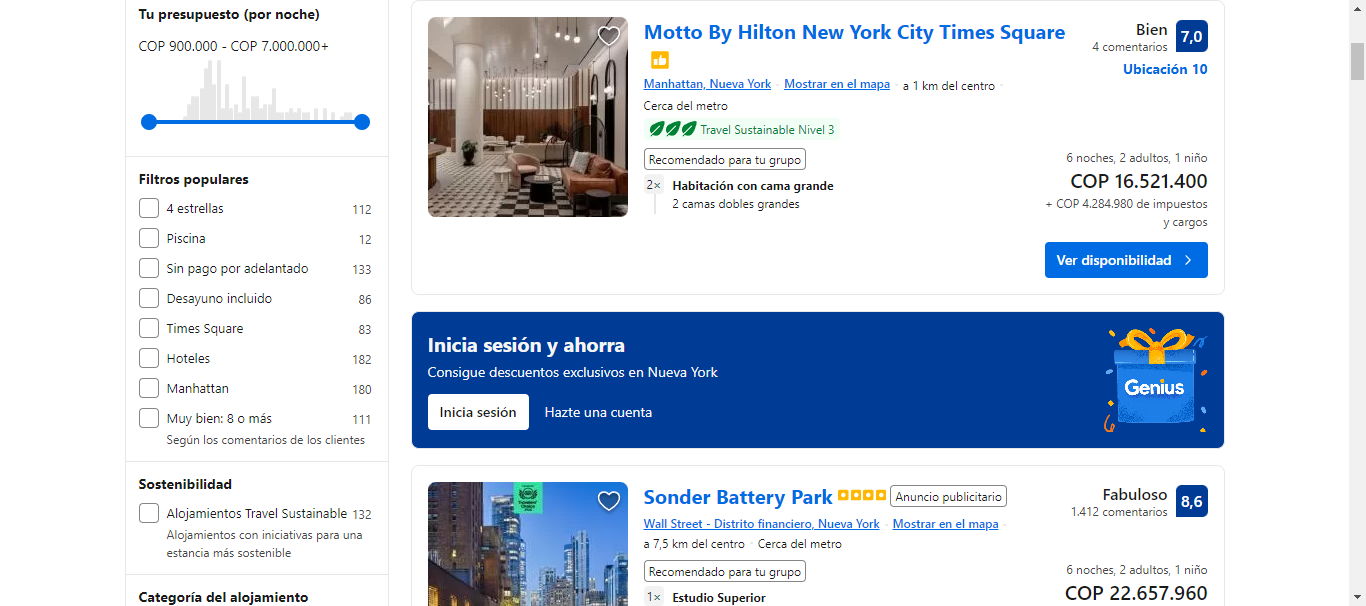 Tu presupuesto (por noche)
COP 900.000 - COP 7.000.000+
Filtros populares
4 estrellas 112
Piscina 12
Sin pago por adelantado 133
Desayuno incluido 86
Times Square 83
Hoteles 182
Manhattan 180
Muy bien: 8 o más 111
Según los comentarios de los clientes
Sostenibilidad
Alojamientos Travel Sustainable 132
Alojamientos con iniciativas para una
estancia más sostenible
Categoría del alojamiento
Motto By Hilton New York City Times Square
Bien 7,0
4 comentarios
Ubicación 10
Manhattan, Nueva York · Mostrar en el mapa · a 1 km del centro ·
Cerca del metro
Travel Sustainable Nivel 3
Recomendado para tu grupo
2× Habitación con cama grande
2 camas dobles grandes
6 noches, 2 adultos, 1 niño
COP 16.521.400
+ COP 4.284.980 de impuestos
y cargos
Ver disponibilidad
Inicia sesión y ahorra
Consigue descuentos exclusivos en Nueva York
Inicia sesión Hazte una cuenta
Genius
Sonder Battery Park Anuncio publicitario
Fabuloso 8,6
1.412 comentarios
Wall Street - Distrito financiero, Nueva York · Mostrar en el mapa ·
a 7,5 km del centro · Cerca del metro
Recomendado para tu grupo
1× Estudio Superior
6 noches, 2 adultos, 1 niño
COP 22.657.960